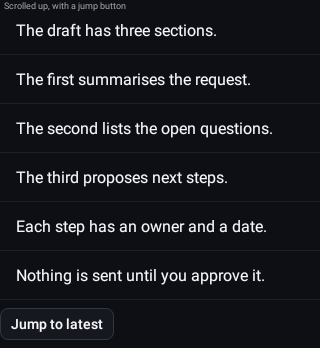 Scrolled up, with a jump button
The draft has three sections.
The first summarises the request.
The second lists the open questions.
The third proposes next steps.
Each step has an owner and a date.
Nothing is sent until you approve it.
Jump to latest